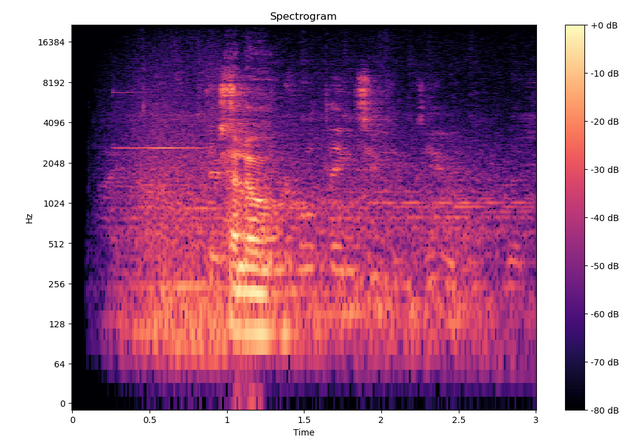 Spectrogram
16384
8192
4096
2048
1024
512
256
128
64
0
Hz
0
0.5
1
1.5
2
2.5
3
Time
+0 dB
-10 dB
-20 dB
-30 dB
-40 dB
-50 dB
-60 dB
-70 dB
-80 dB